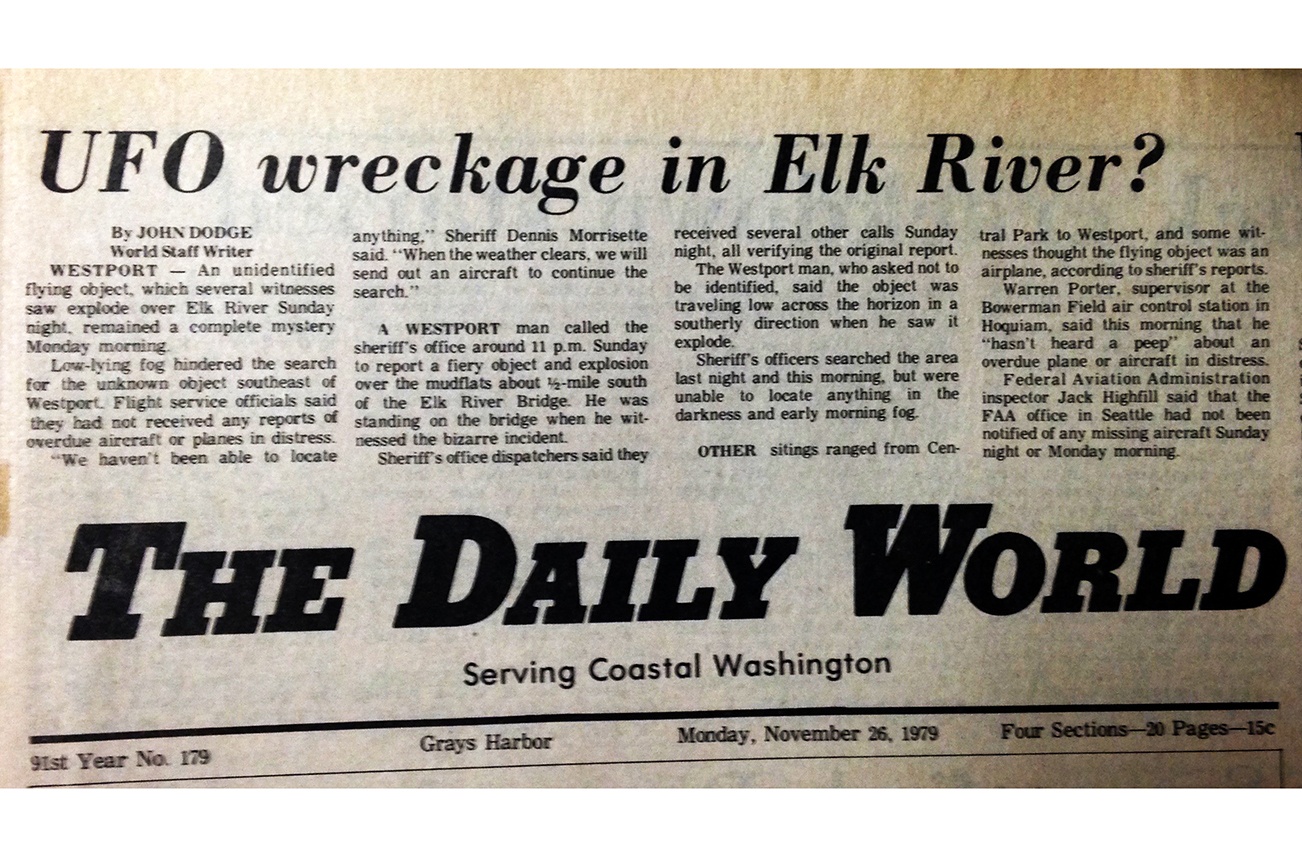 UFO wreckage in Elk River?
By JOHN DODGE
World Staff Writer
WESTPORT — An unidentified
flying object, which several witnesses
saw explode over Elk River Sunday
night, remained a complete mystery
Monday morning.
Low-lying fog hindered the search
for the unknown object southeast of
Westport. Flight service officials said
they had not received any reports of
overdue aircraft or planes in distress.
"We haven't been able to locate
anything," Sheriff Dennis Morrisette
said. "When the weather clears, we will
send out an aircraft to continue the
search."
A WESTPORT man called the
sheriff's office around 11 p.m. Sunday
to report a fiery object and explosion
over the mudflats about ½-mile south
of the Elk River Bridge. He was
standing on the bridge when he wit-
nessed the bizarre incident.
Sheriff's office dispatchers said they
received several other calls Sunday
night, all verifying the original report.
The Westport man, who asked not to
be identified, said the object was
traveling low across the horizon in a
southerly direction when he saw it
explode.
Sheriff's officers searched the area
last night and this morning, but were
unable to locate anything in the
darkness and early morning fog.
OTHER sitings ranged from Cen-
tral Park to Westport, and some wit-
nesses thought the flying object was an
airplane, according to sheriff's reports.
Warren Porter, supervisor at the
Bowerman Field air control station in
Hoquiam, said this morning that he
"hasn't heard a peep" about an
overdue plane or aircraft in distress.
Federal Aviation Administration
inspector Jack Highfill said that the
FAA office in Seattle had not been
notified of any missing aircraft Sunday
night or Monday morning.
THE DAILY WORLD
Serving Coastal Washington
91st Year No. 179
Grays Harbor
Monday, November 26, 1979
Four Sections—20 Pages—15c